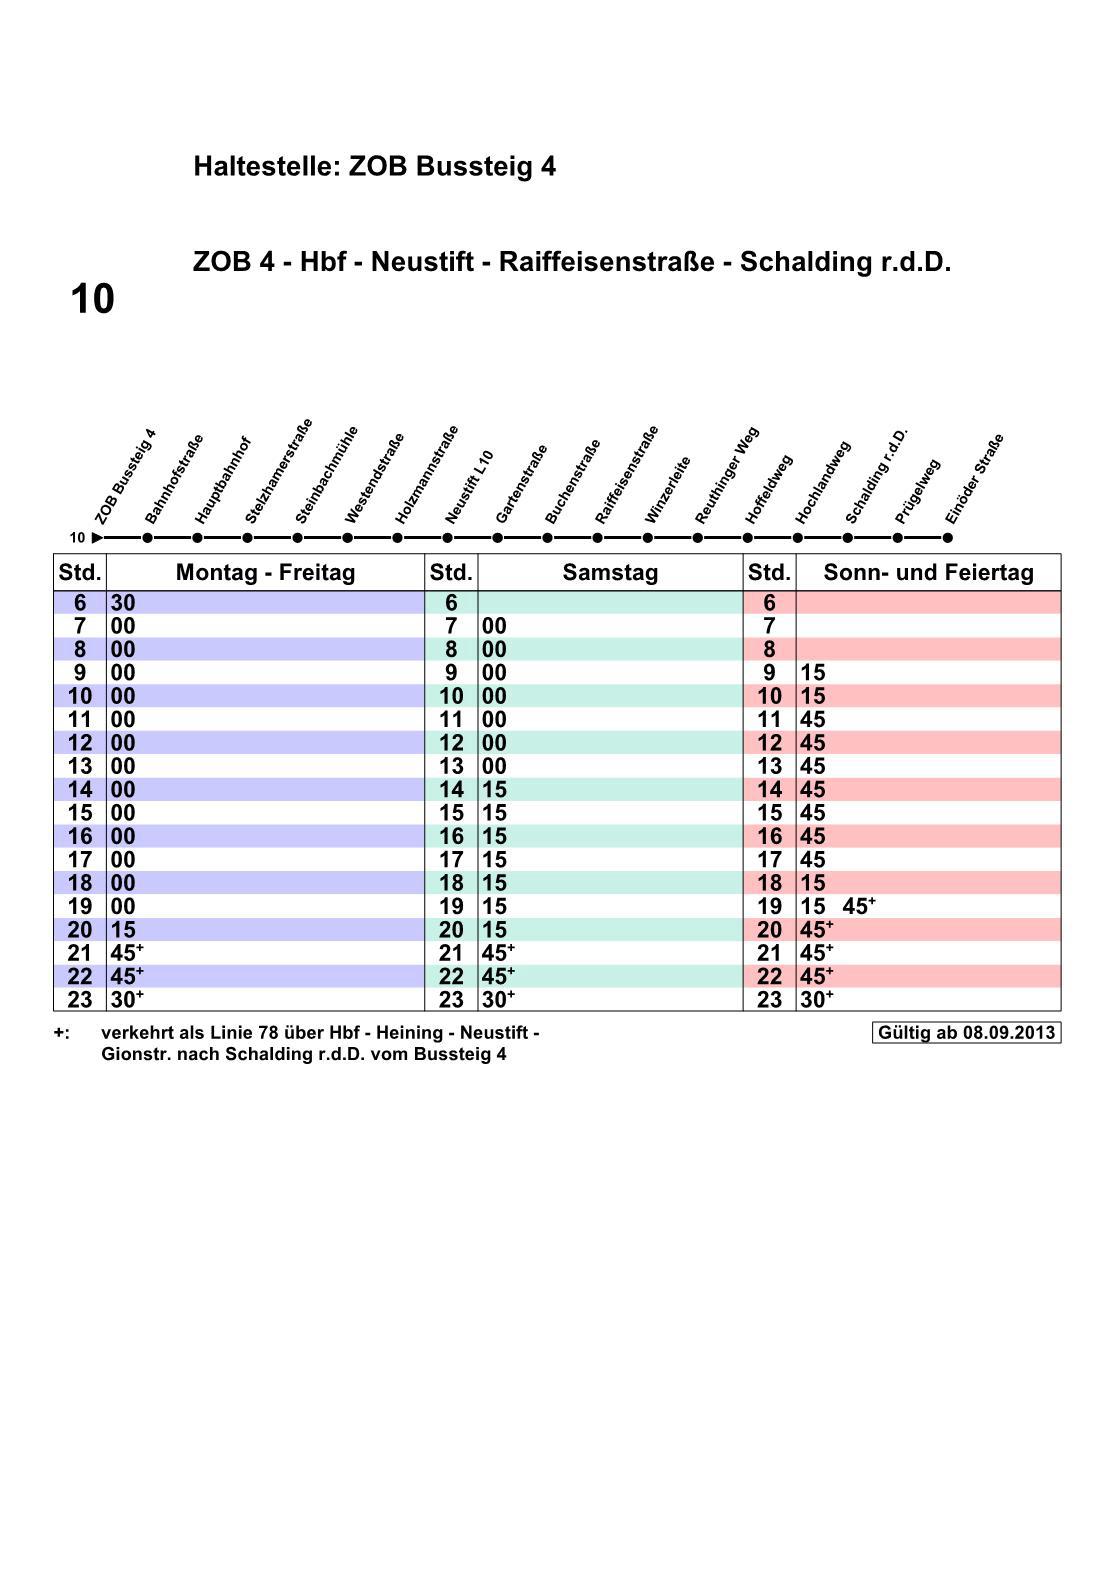 Haltestelle: ZOB Bussteig 4
ZOB 4 - Hbf - Neustift - Raiffeisenstraße - Schalding r.d.D.
10
ZOB Bussteig 4
Bahnhofstraße
Hauptbahnhof
Stelzhamerstraße
Steinbachmühle
Westendstraße
Holzmannstraße
Neustift L10
Gartenstraße
Buchenstraße
Raiffeisenstraße
Winzerleite
Reuthinger Weg
Hoffeldweg
Hochlandweg
Schalding r.d.D.
Prügelweg
Einöder Straße
10
Std. Montag - Freitag Std. Samstag Std. Sonn- und Feiertag
6 30 6 6
7 00 7 00 7
8 00 8 00 8
9 00 9 00 9 15
10 00 10 00 10 15
11 00 11 00 11 45
12 00 12 00 12 45
13 00 13 00 13 45
14 00 14 15 14 45
15 00 15 15 15 45
16 00 16 15 16 45
17 00 17 15 17 45
18 00 18 15 18 15
19 00 19 15 19 15 45+
20 15 20 15 20 45+
21 45+ 21 45+ 21 45+
22 45+ 22 45+ 22 45+
23 30+ 23 30+ 23 30+
+: verkehrt als Linie 78 über Hbf - Heining - Neustift -
Gionstr. nach Schalding r.d.D. vom Bussteig 4
Gültig ab 08.09.2013